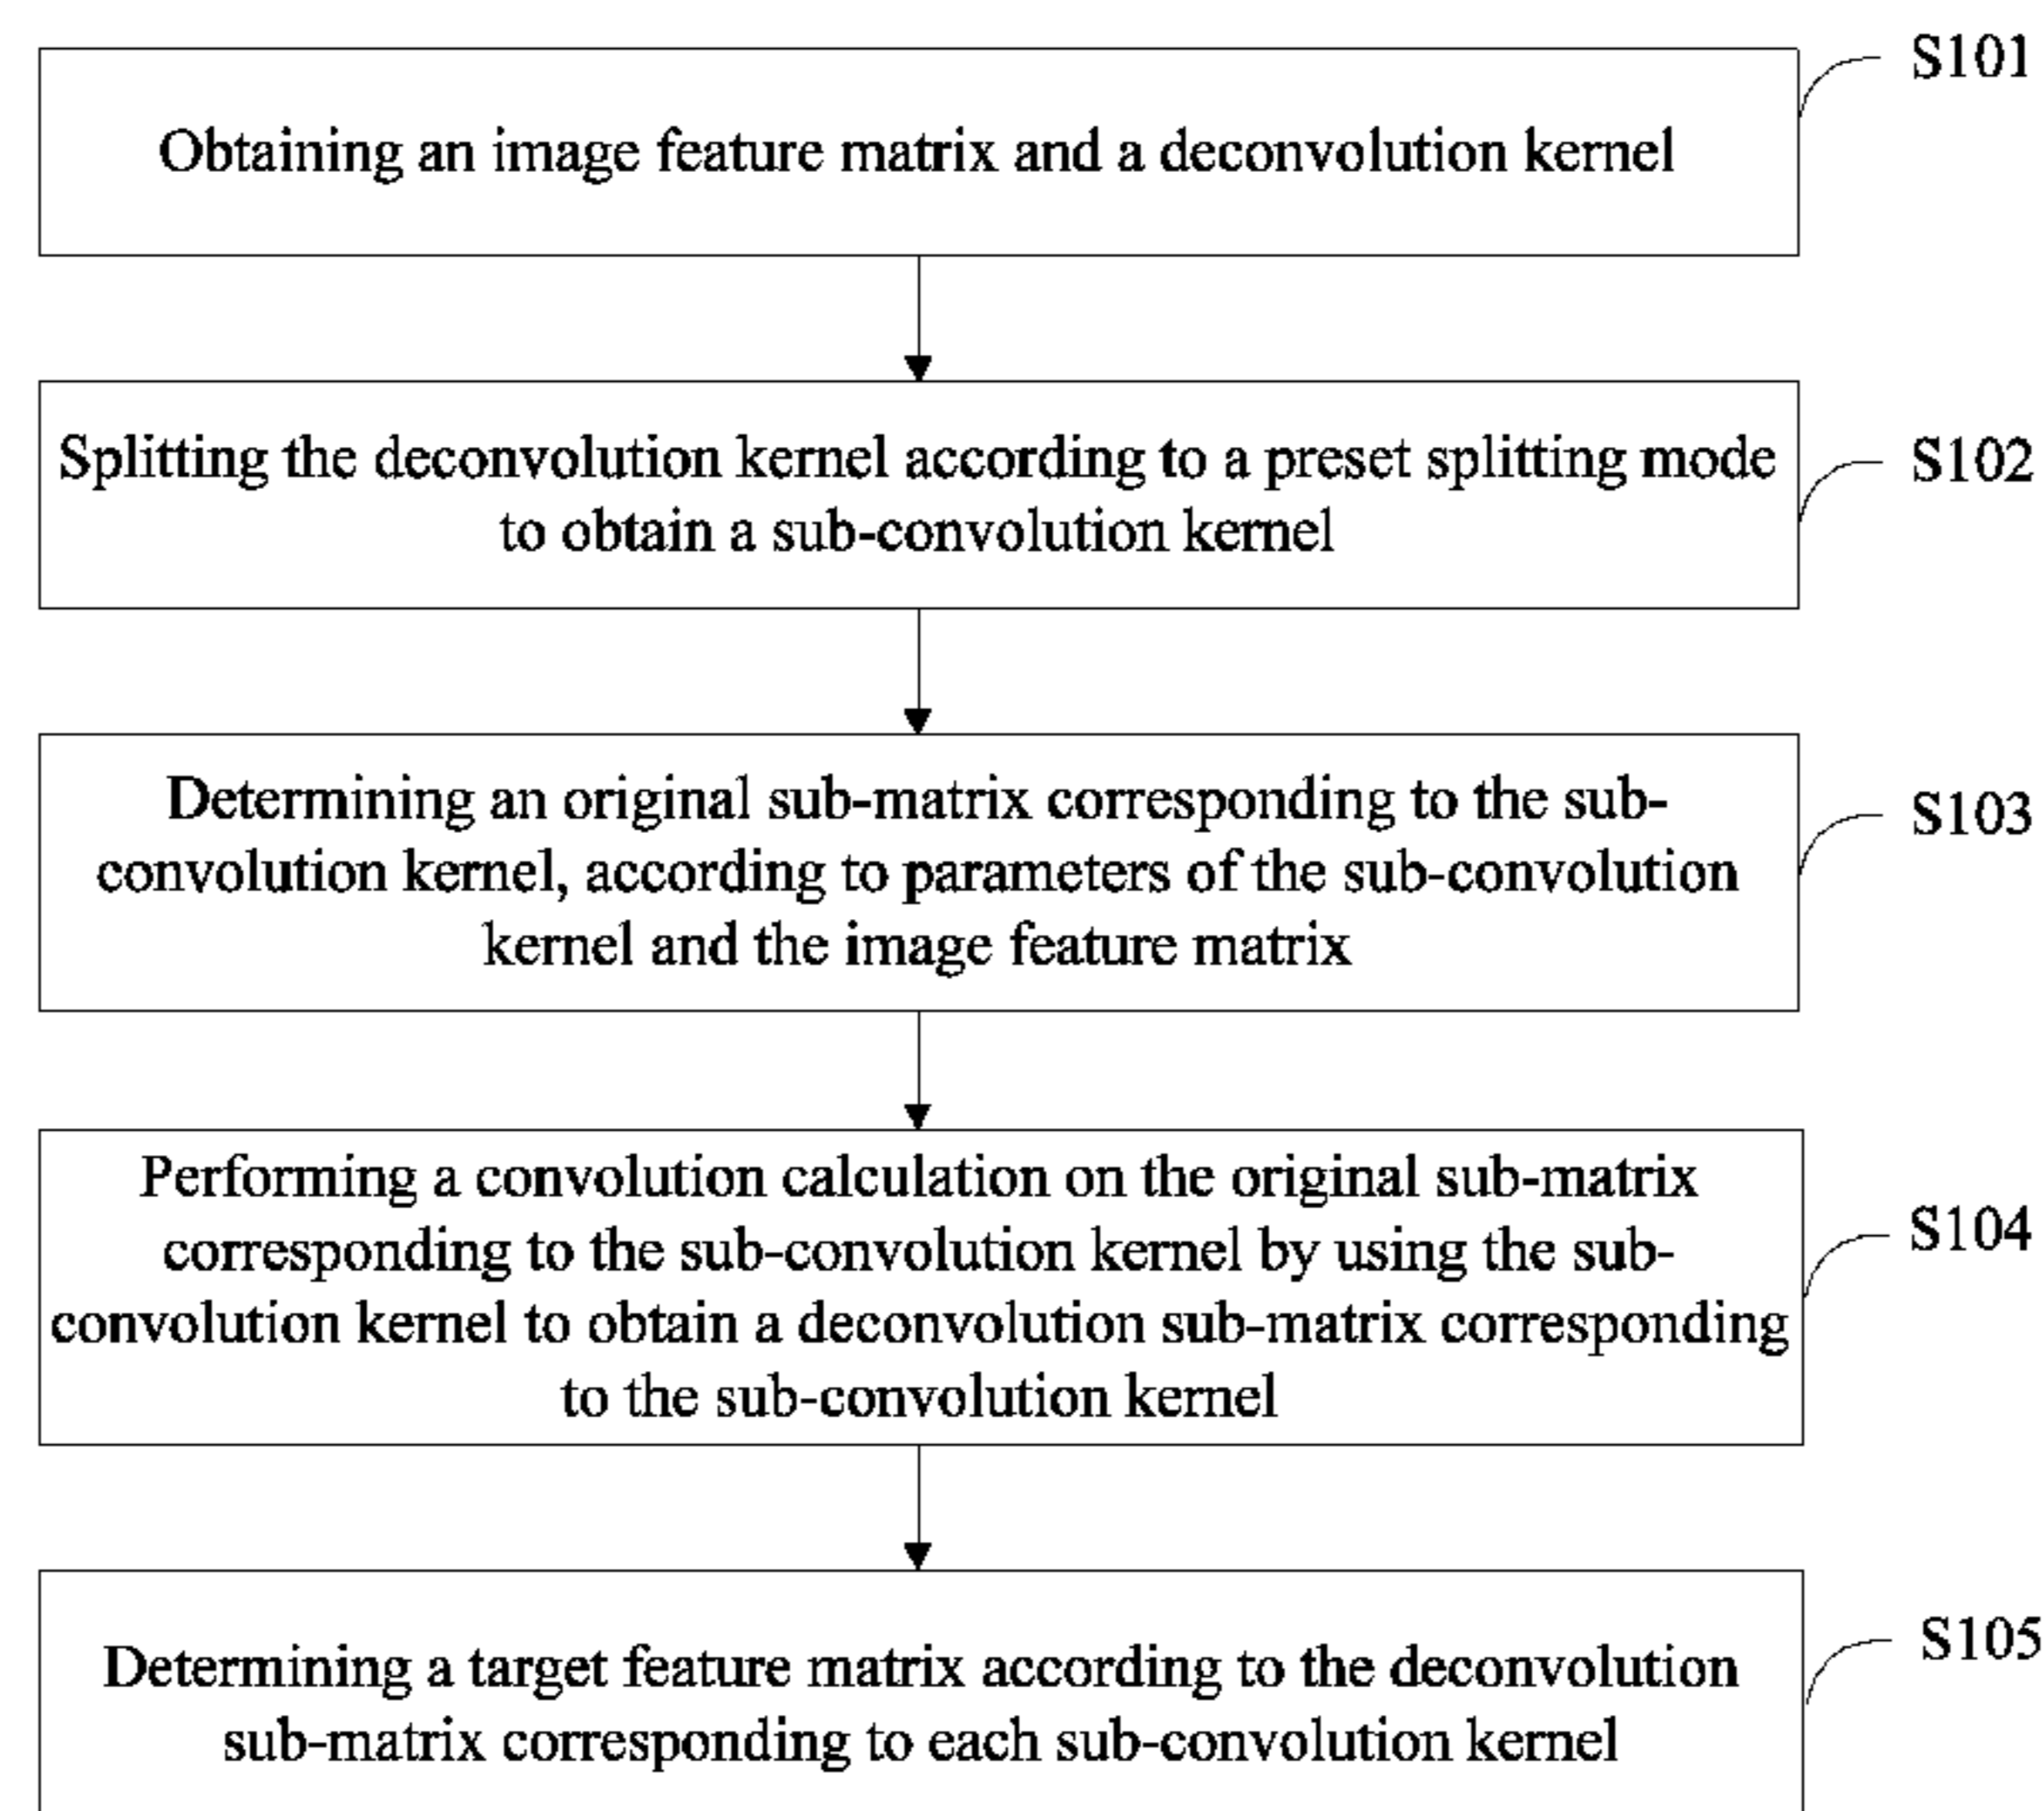 S101
Obtaining an image feature matrix and a deconvolution kernel
Splitting the deconvolution kernel according to a preset splitting mode
to obtain a sub-convolution kernel
S102
Determining an original sub-matrix corresponding to the sub-
convolution kernel, according to parameters of the sub-convolution
kernel and the image feature matrix
S103
Performing a convolution calculation on the original sub-matrix
corresponding to the sub-convolution kernel by using the sub-
convolution kernel to obtain a deconvolution sub-matrix corresponding
to the sub-convolution kernel
S104
Determining a target feature matrix according to the deconvolution
sub-matrix corresponding to each sub-convolution kernel
S105